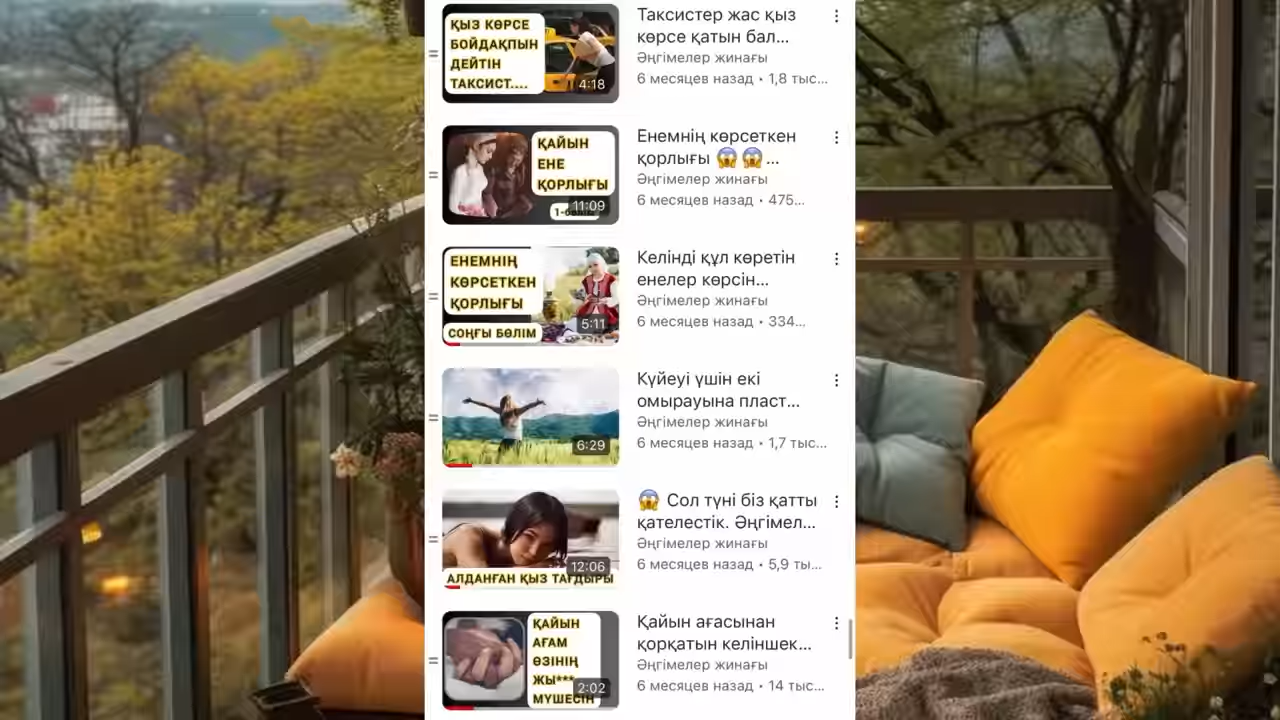 ҚЫЗ КӨРСЕ
БОЙДАҚПЫН
ДЕЙТІН
ТАКСИСТ....
4:18
Таксистер жас қыз
көрсе қатын бал...
Әңгімелер жинағы
6 месяцев назад • 1,8 тыс...
ҚАЙЫН
ЕНЕ
ҚОРЛЫҒЫ
11:09
Енемнің көрсеткен
қорлығы 😱😱...
Әңгімелер жинағы
6 месяцев назад • 475...
ЕНЕМНІҢ
КӨРСЕТКЕН
ҚОРЛЫҒЫ
5:11
СОҢҒЫ БӨЛІМ
Келінді құл көретін
енелер көрсін...
Әңгімелер жинағы
6 месяцев назад • 334...
6:29
Күйеуі үшін екі
омырауына пласт...
Әңгімелер жинағы
6 месяцев назад • 1,7 тыс...
12:06
АЛДАНҒАН ҚЫЗ ТАҒДЫРЫ
😱 Сол түні біз қатты
қателестік. Әңгімел...
Әңгімелер жинағы
6 месяцев назад • 5,9 ты...
ҚАЙЫН
АҒАМ
ӨЗІНІҢ
ЖЫ***
2:02
МҮШЕСІН
Қайын ағасынан
қорқатын келіншек...
Әңгімелер жинағы
6 месяцев назад • 14 тыс...